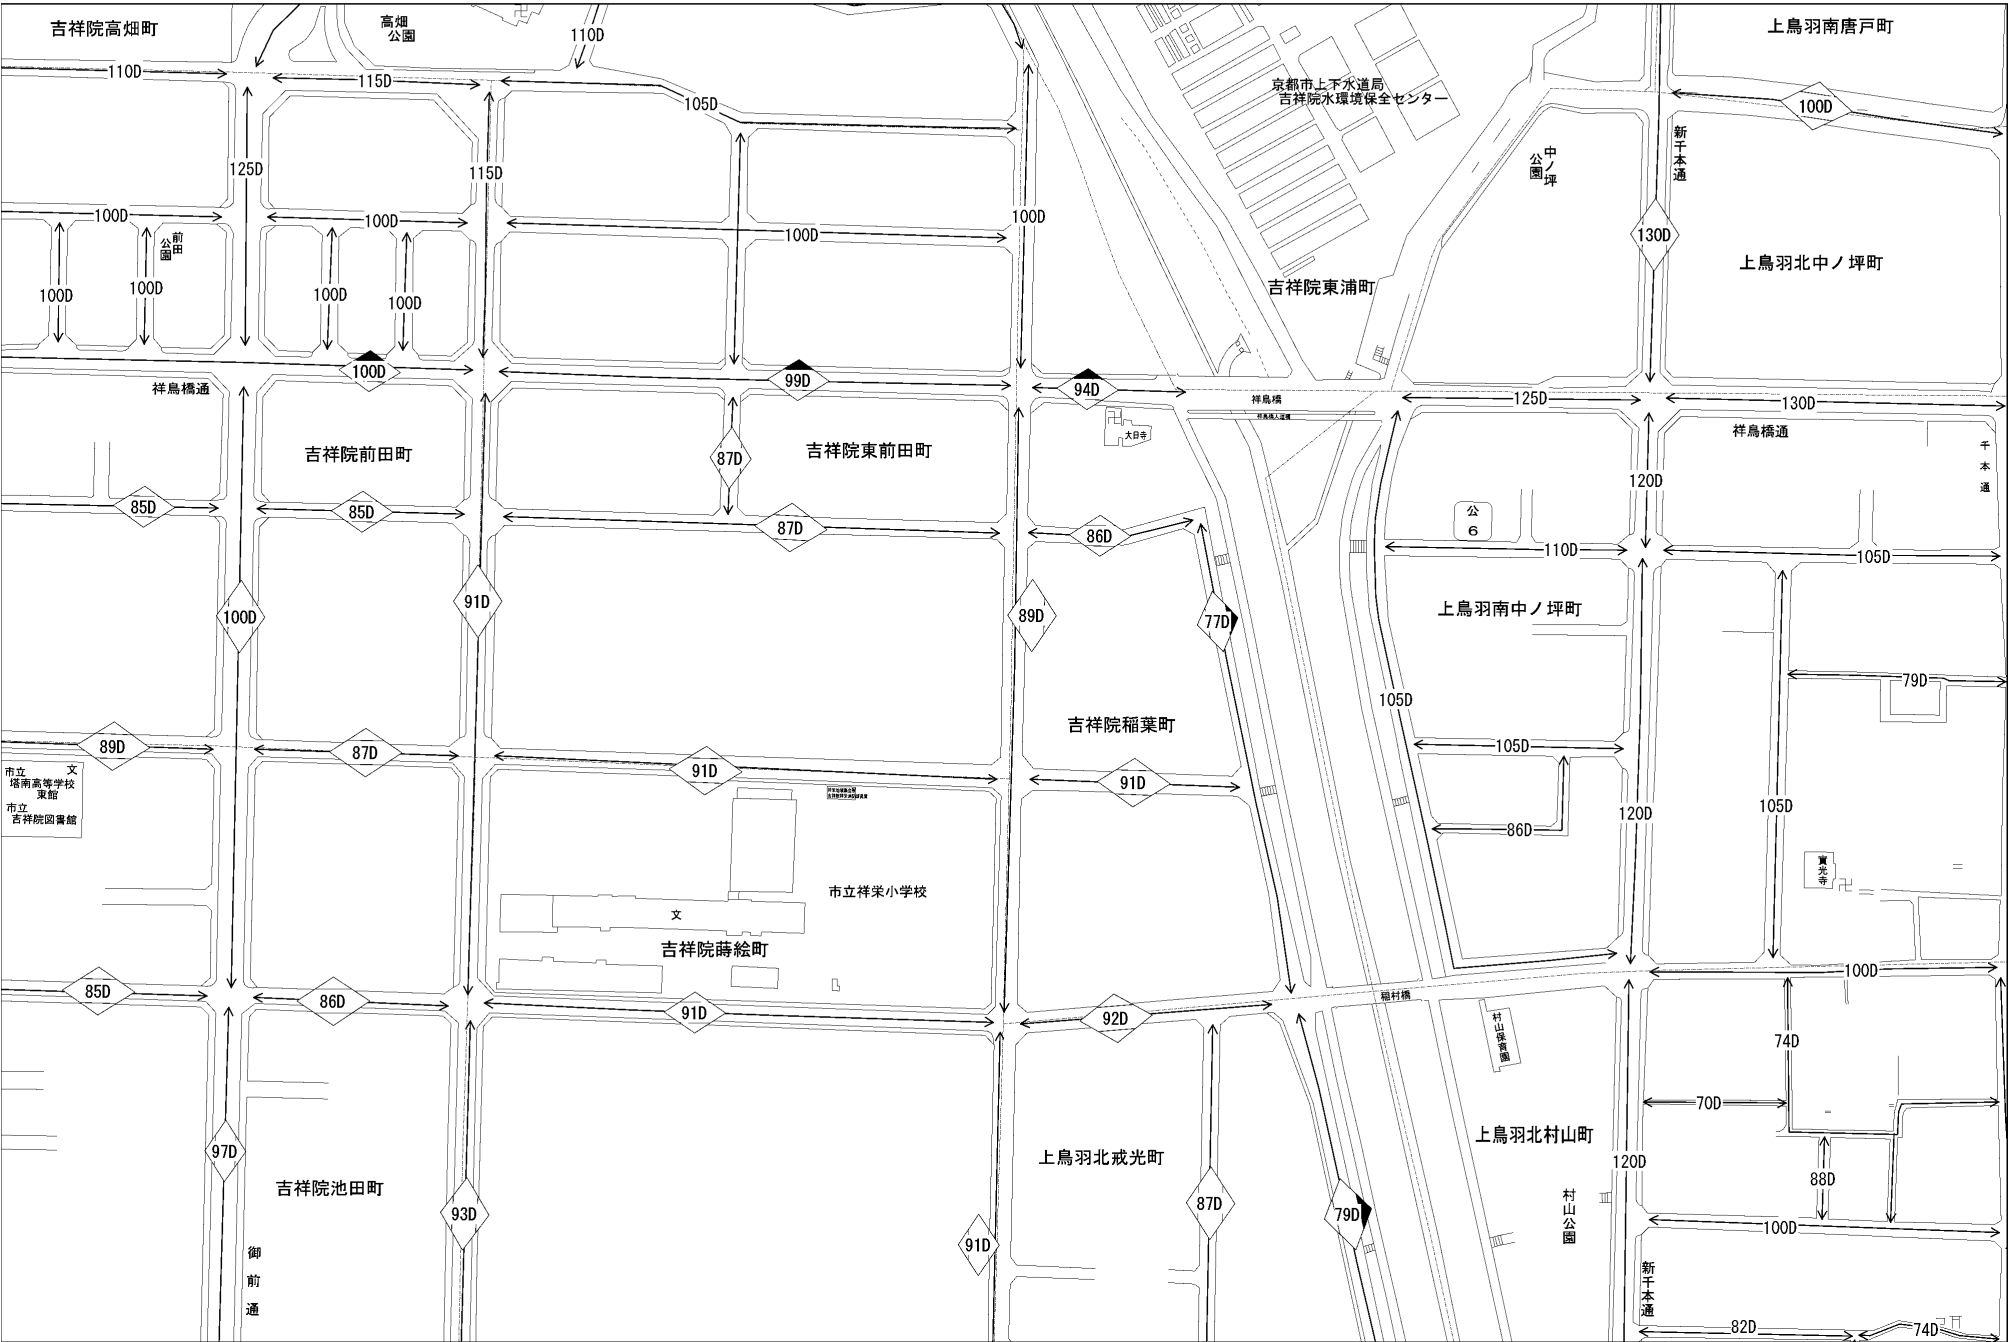 吉祥院高畑町
高畑
公園
卍
110D
上鳥羽南唐戸町
110D
115D
105D
京都市上下水道局
吉祥院水環境保全センター
100D
125D
115D
新千本通
中ノ坪
公園
100D
100D
100D
100D
130D
前田
公園
上鳥羽北中ノ坪町
吉祥院東浦町
100D
100D
100D
100D
100D
99D
94D
祥鳥橋通
祥鳥橋
祥鳥橋人道橋
125D
130D
卍
大日寺
祥鳥橋通
千本通
吉祥院前田町
87D
吉祥院東前田町
120D
85D
85D
87D
86D
公
6
110D
105D
100D
91D
89D
77D
上鳥羽南中ノ坪町
79D
105D
吉祥院稲葉町
89D
87D
91D
91D
105D
市立
文
塔南高等学校
東館
市立
吉祥院図書館
86D
120D
105D
市立祥栄小学校
文
寶光寺
卍
吉祥院蒔絵町
85D
86D
91D
92D
稲村橋
100D
村山保育園
74D
70D
97D
吉祥院池田町
93D
上鳥羽北戒光町
87D
79D
上鳥羽北村山町
120D
88D
村山公園
91D
100D
御前通
新千本通
卍
82D
74D